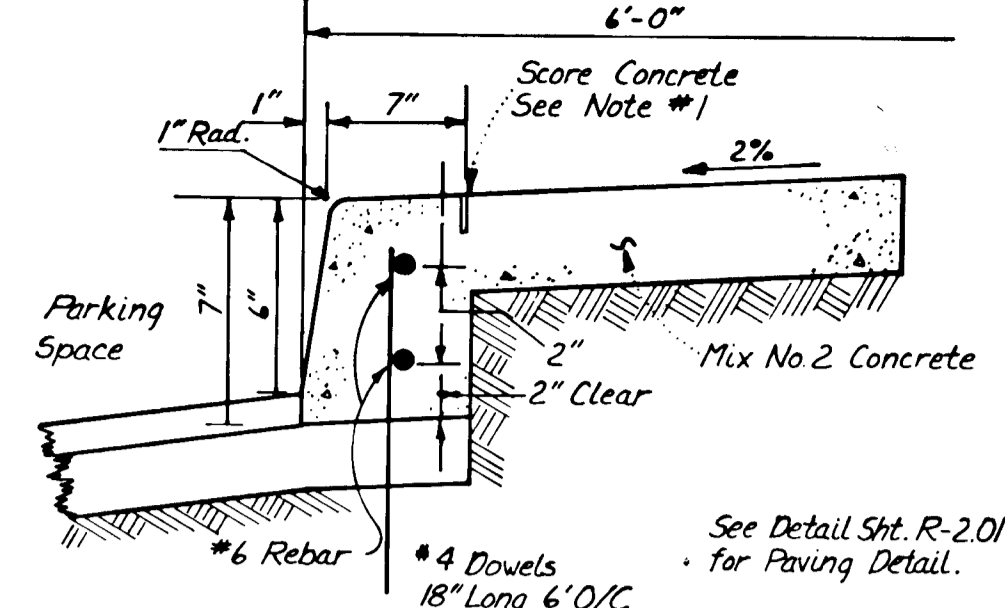 6'-0"
Score Concrete
See Note #1
1"
7"
1" Rad.
2%
7"
6"
Parking
Space
2"
Mix No. 2 Concrete
2" Clear
#6 Rebar
#4 Dowels
18" Long 6' O/C
See Detail Sht. R-2.01
for Paving Detail.